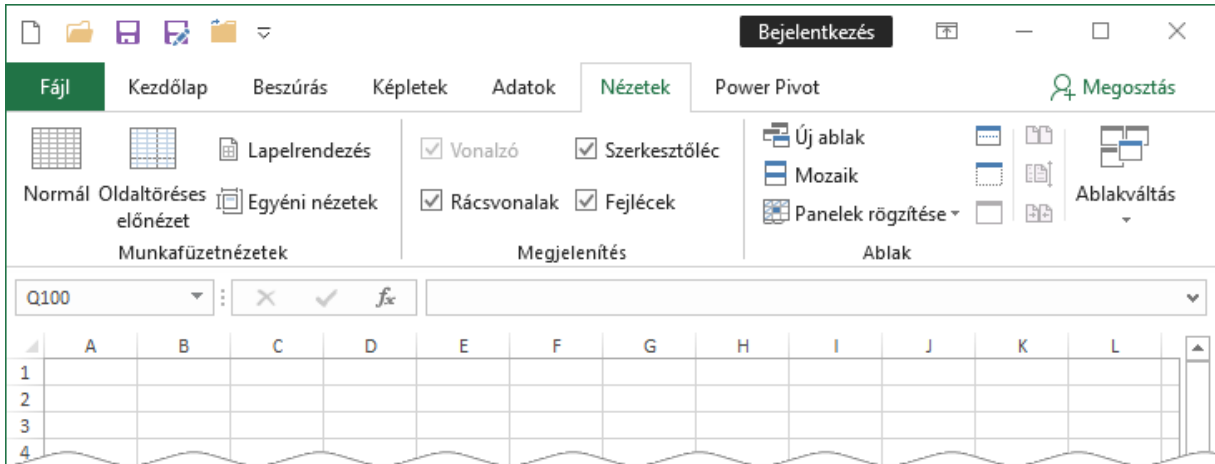 Bejelentkezés
Fájl Kezdőlap Beszúrás Képletek Adatok Nézetek Power Pivot Megosztás
Normál
Oldaltöréses
előnézet
Lapelrendezés
Egyéni nézetek
Munkafüzetnézetek
Vonalzó Szerkesztőléc
Rácsvonalak Fejlécek
Megjelenítés
Új ablak
Mozaik
Panelek rögzítése
Ablakváltás
Ablak
Q100 fx
A B C D E F G H I J K L
1
2
3
4